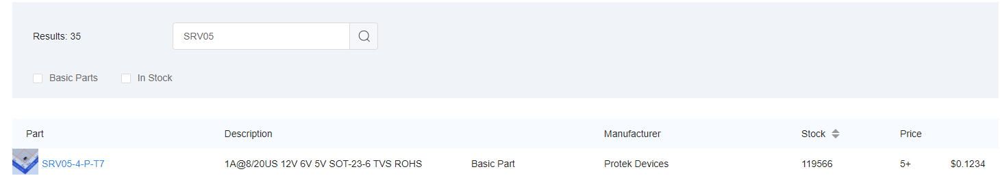 Results: 35
SRV05
Basic Parts In Stock
Part Description Manufacturer Stock Price
SRV05-4-P-T7 1A@8/20US 12V 6V 5V SOT-23-6 TVS ROHS Basic Part Protek Devices 119566 5+ $0.1234